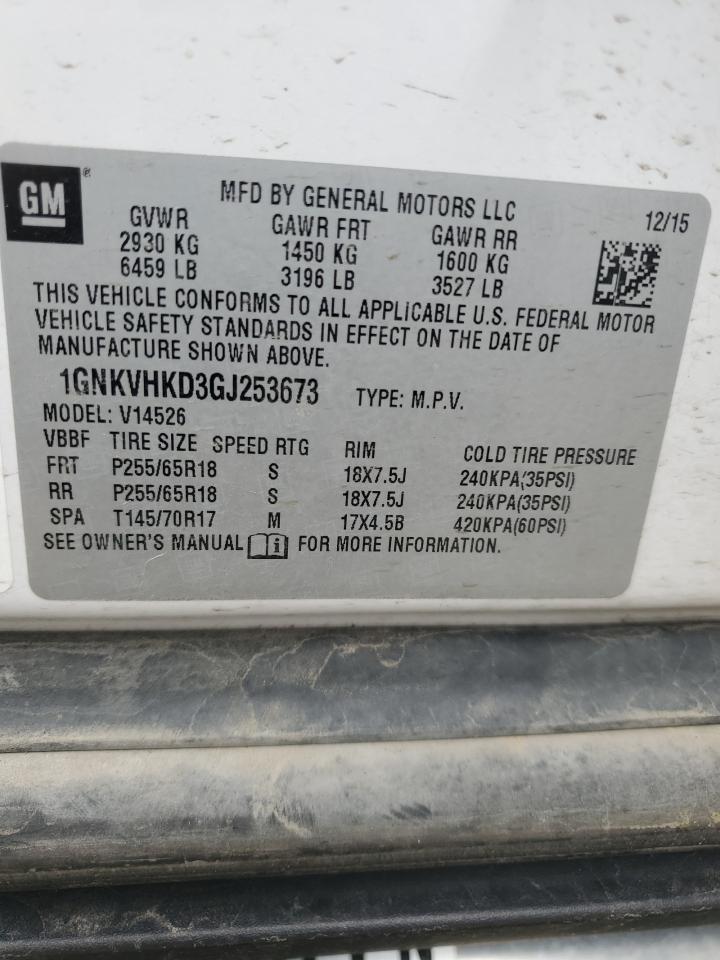 GM®
MFD BY GENERAL MOTORS LLC 12/15
GVWR GAWR FRT GAWR RR
2930 KG 1450 KG 1600 KG
6459 LB 3196 LB 3527 LB
THIS VEHICLE CONFORMS TO ALL APPLICABLE U.S. FEDERAL MOTOR
VEHICLE SAFETY STANDARDS IN EFFECT ON THE DATE OF
MANUFACTURE SHOWN ABOVE.
1GNKVHKD3GJ253673 TYPE: M.P.V.
MODEL: V14526
VBBF TIRE SIZE SPEED RTG RIM COLD TIRE PRESSURE
FRT P255/65R18 S 18X7.5J 240KPA(35PSI)
RR P255/65R18 S 18X7.5J 240KPA(35PSI)
SPA T145/70R17 M 17X4.5B 420KPA(60PSI)
SEE OWNER'S MANUAL i FOR MORE INFORMATION.